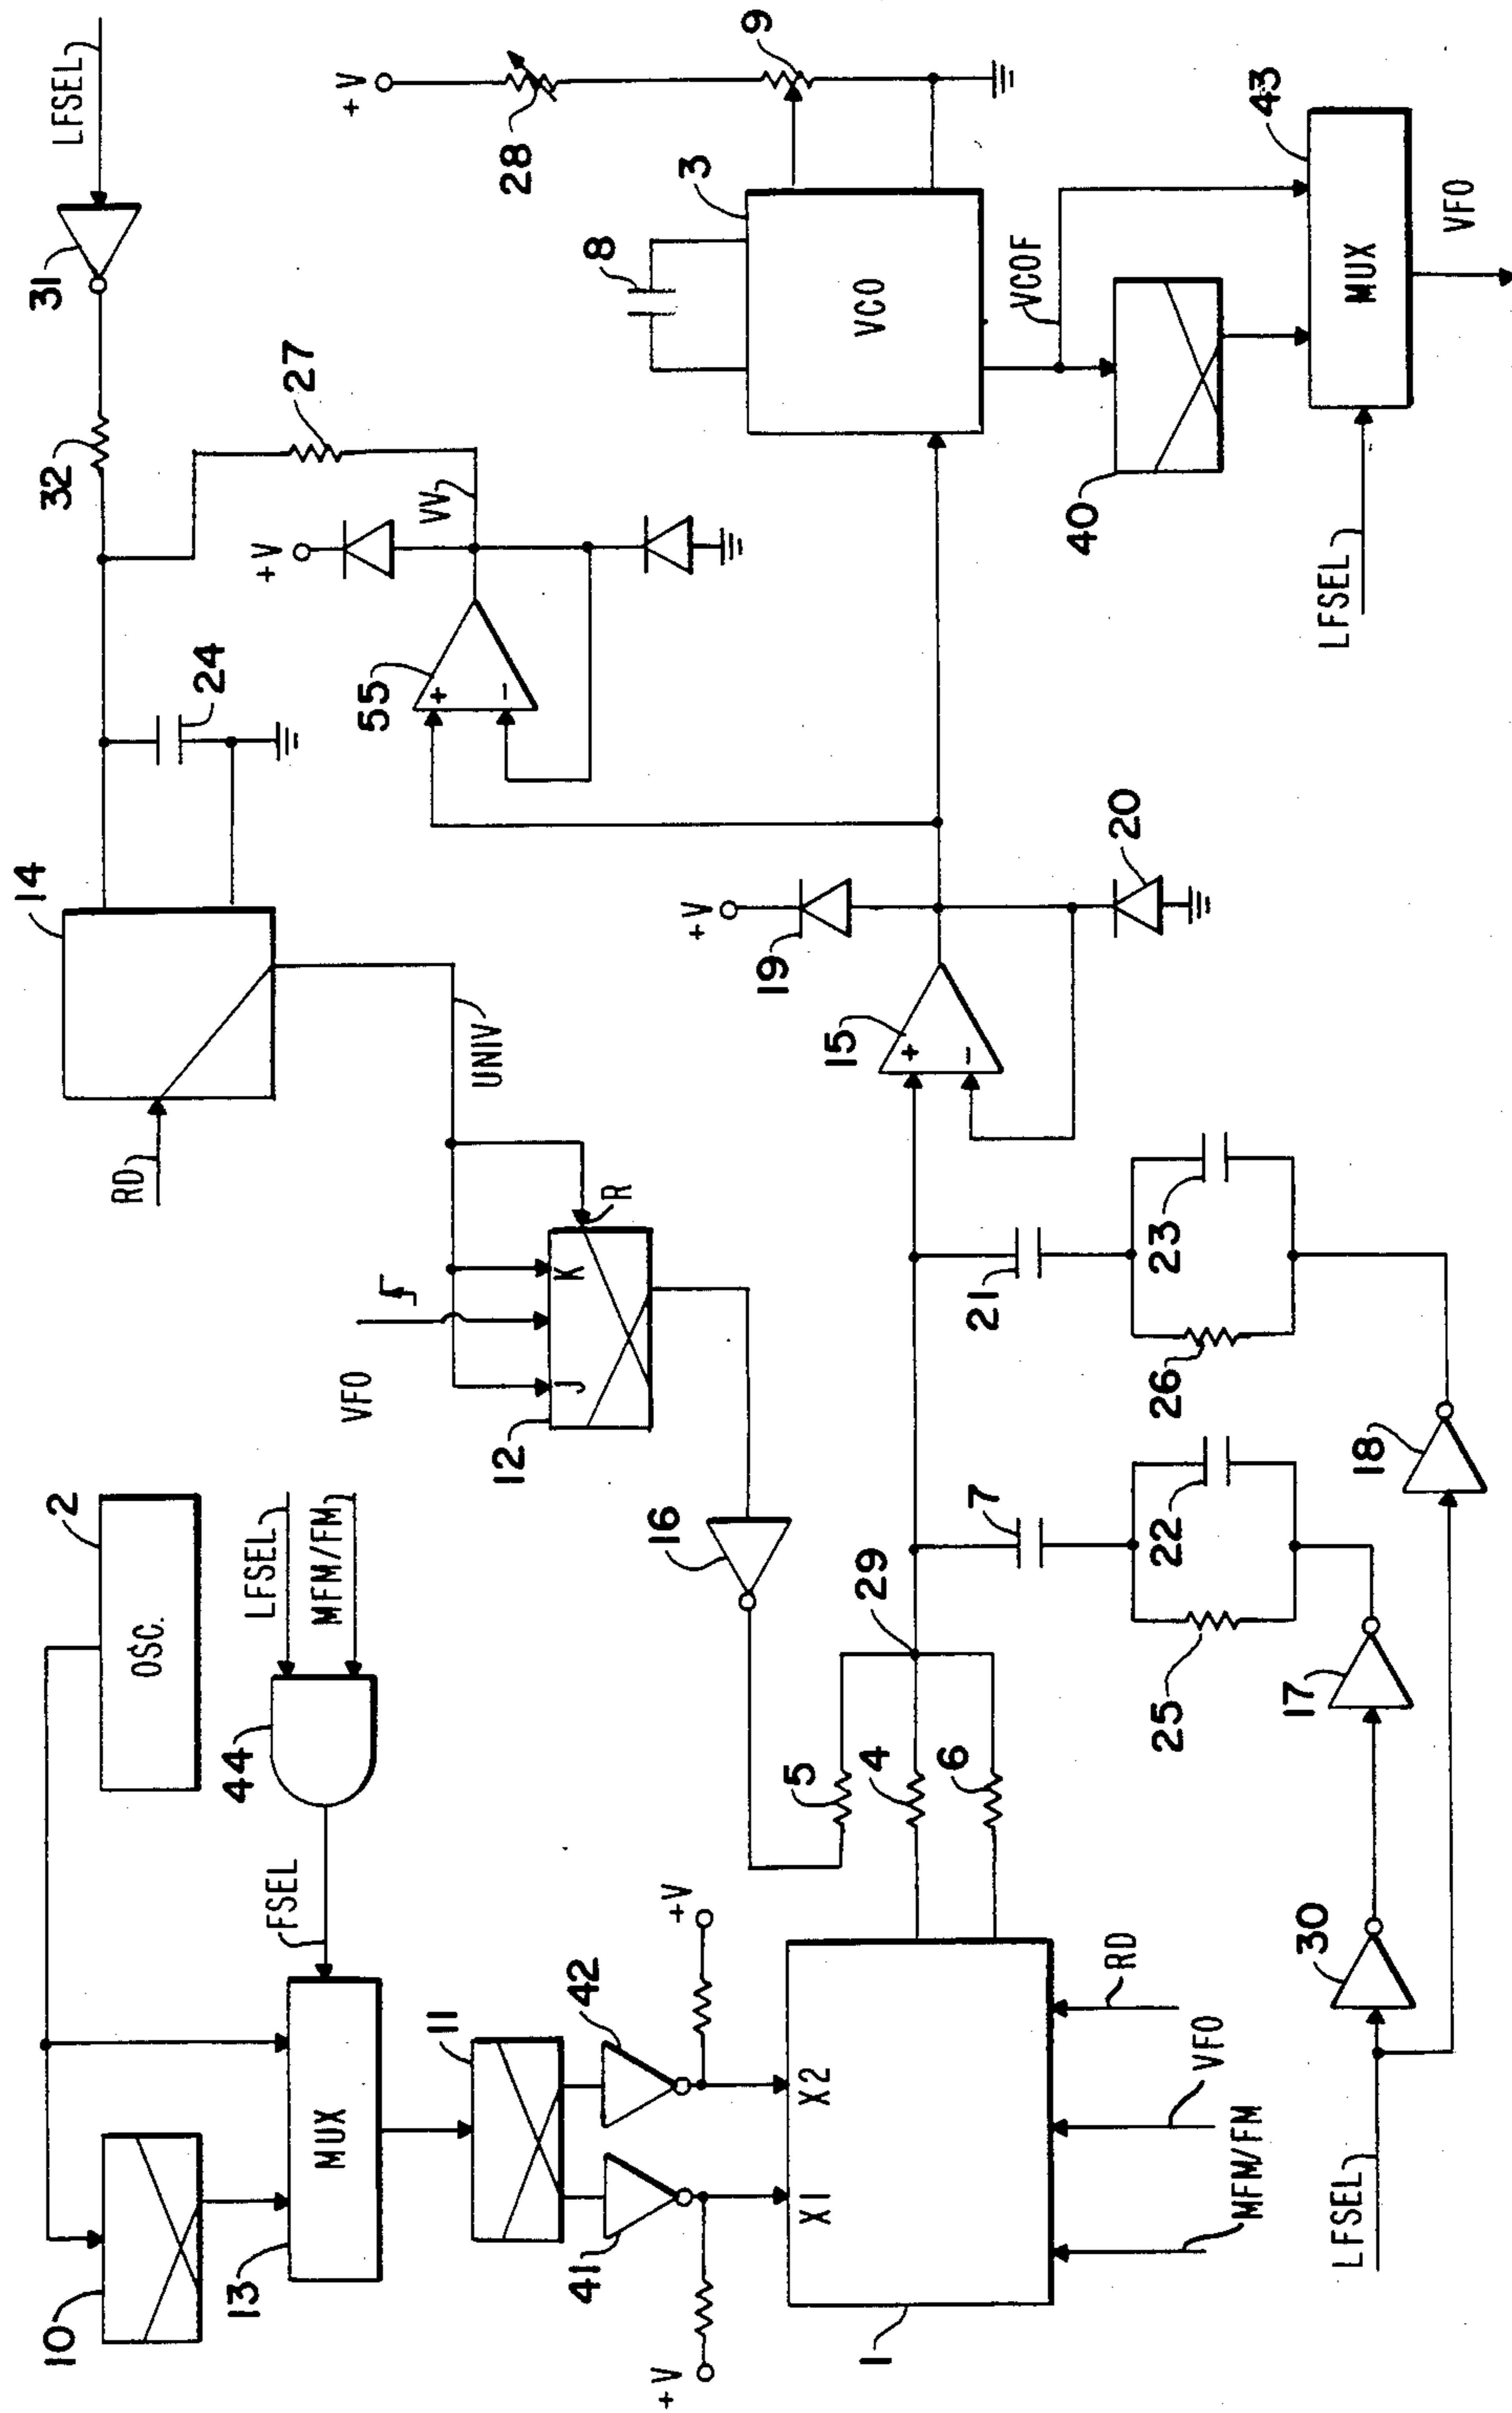 LFSEL
31
32
27
24
14
RD
UNIV
+V
VV
55
+
-
+V
28
9
8
3
VCO
VCOF
40
43
MUX
VFO
LFSEL
2
OSC.
LFSEL
MFM/FM
44
FSEL
10
13
MUX
11
41
42
+V
+V
VFO
12
J
K
R
16
5
4
6
29
X1
X2
1
RD
VFO
MFM/FM
15
+
-
+V
19
20
7
21
22
23
25
26
17
18
30
LFSEL